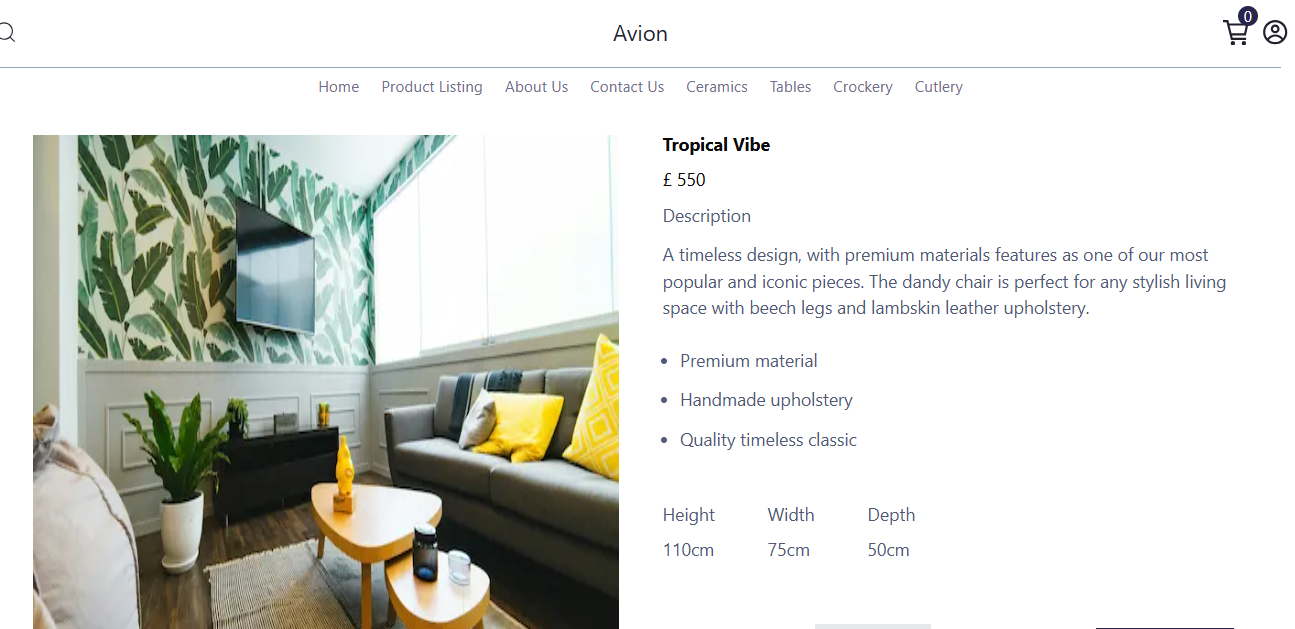 Avion
0
Home Product Listing About Us Contact Us Ceramics Tables Crockery Cutlery
Tropical Vibe
£ 550
Description
A timeless design, with premium materials features as one of our most
popular and iconic pieces. The dandy chair is perfect for any stylish living
space with beech legs and lambskin leather upholstery.
• Premium material
• Handmade upholstery
• Quality timeless classic
Height Width Depth
110cm 75cm 50cm